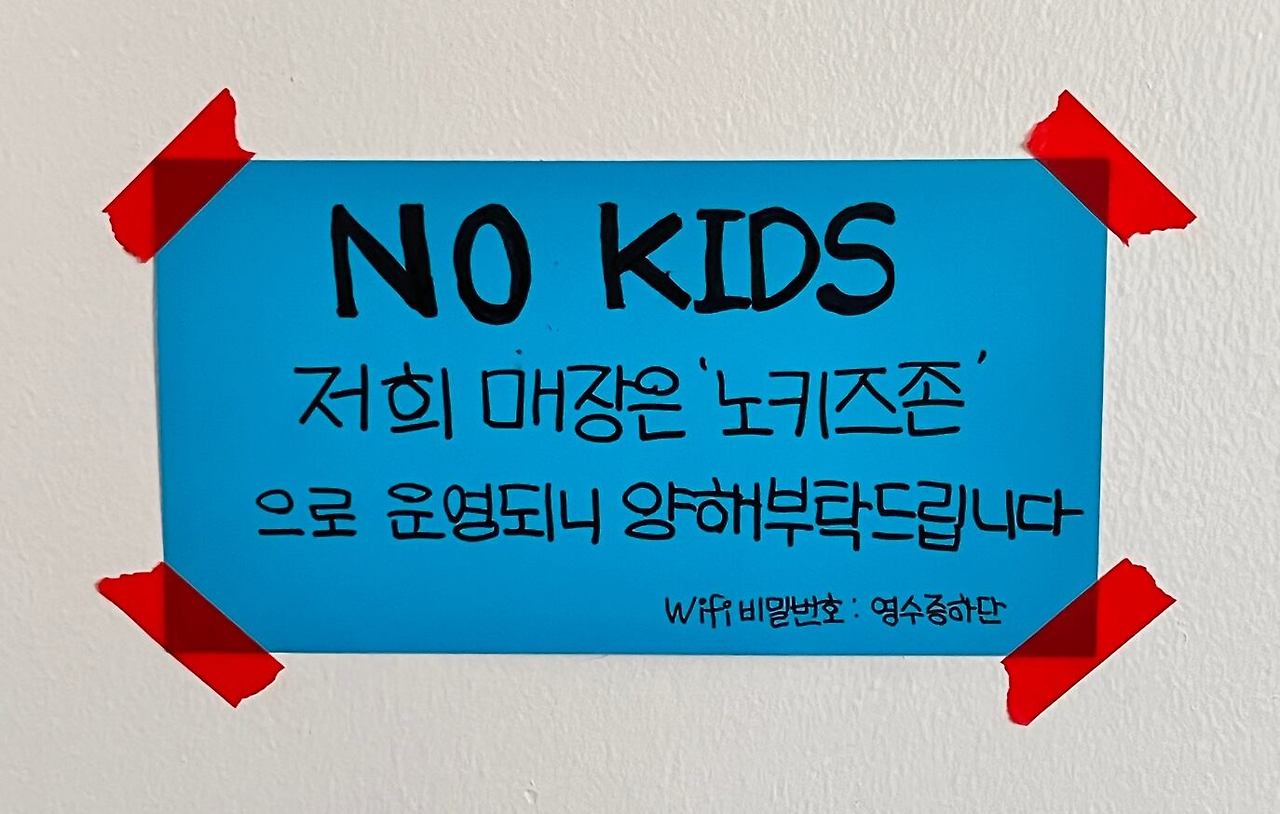 NO KIDS
저희 매장은 '노키즈존'
으로 운영되니 양해부탁드립니다
Wifi 비밀번호 : 영수증하단